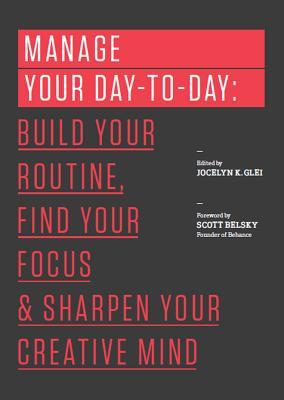 MANAGE
YOUR DAY-TO-DAY:
BUILD YOUR
ROUTINE,
FIND YOUR
FOCUS
& SHARPEN YOUR
CREATIVE MIND
—
Edited by
JOCELYN K. GLEI
—
Foreword by
SCOTT BELSKY
Founder of Behance